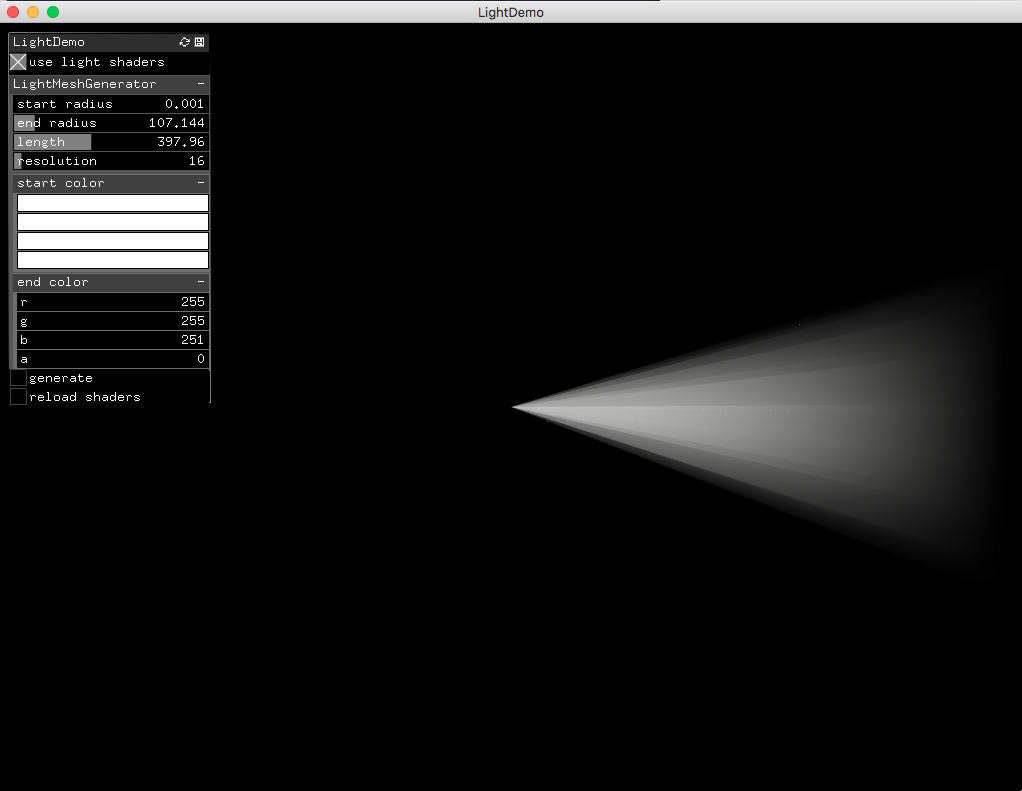 LightDemo
LightDemo
use light shaders
LightMeshGenerator -
start radius 0.001
end radius 107.144
length 397.96
resolution 16
start color -
end color -
r 255
g 255
b 251
a 0
generate
reload shaders